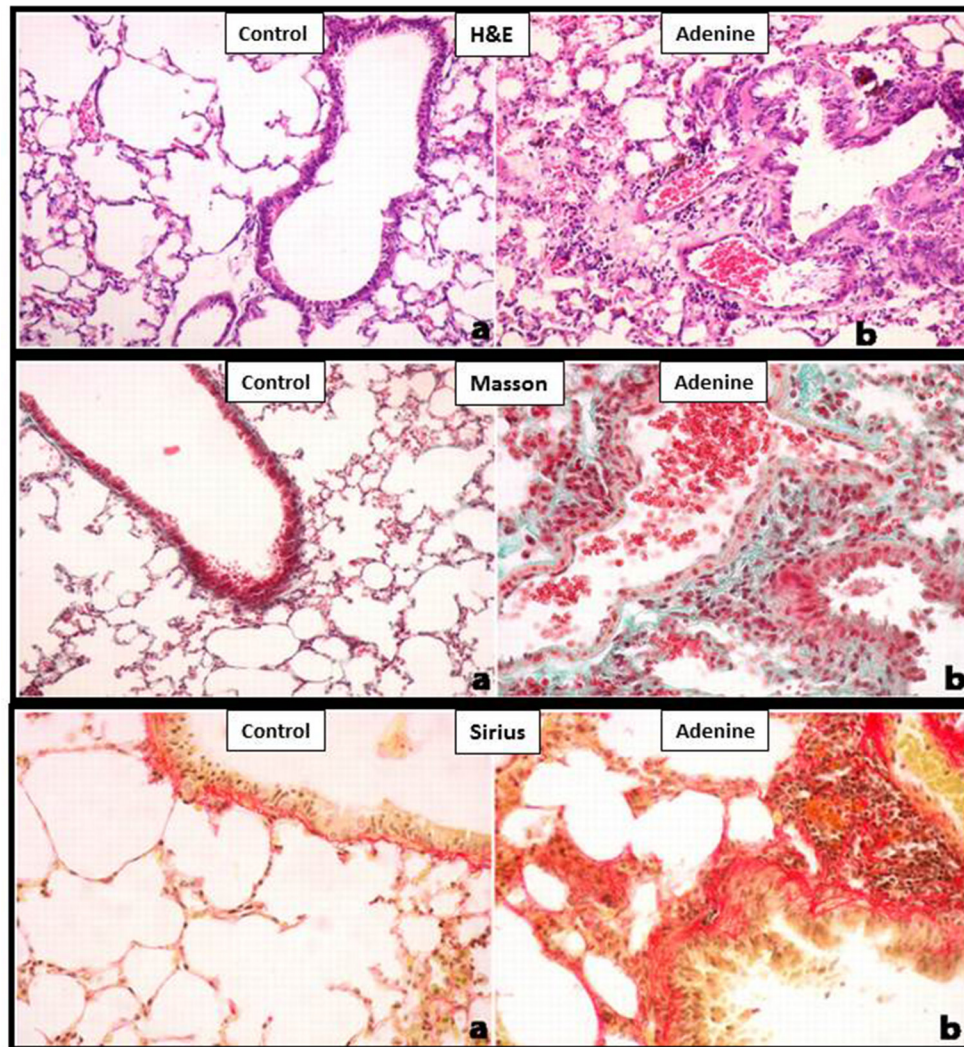 Control H&E Adenine
a b
Control Masson Adenine
a b
Control Sirius Adenine
a b